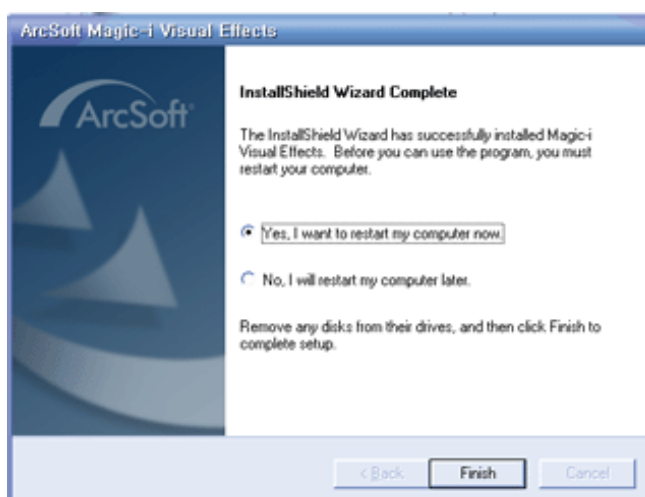 ArcSoft Magic-i Visual Effects
ArcSoft
InstallShield Wizard Complete
The InstallShield Wizard has successfully installed Magic-i
Visual Effects. Before you can use the program, you must
restart your computer.
Yes, I want to restart my computer now.
No, I will restart my computer later.
Remove any disks from their drives, and then click Finish to
complete setup.
< Back Finish Cancel